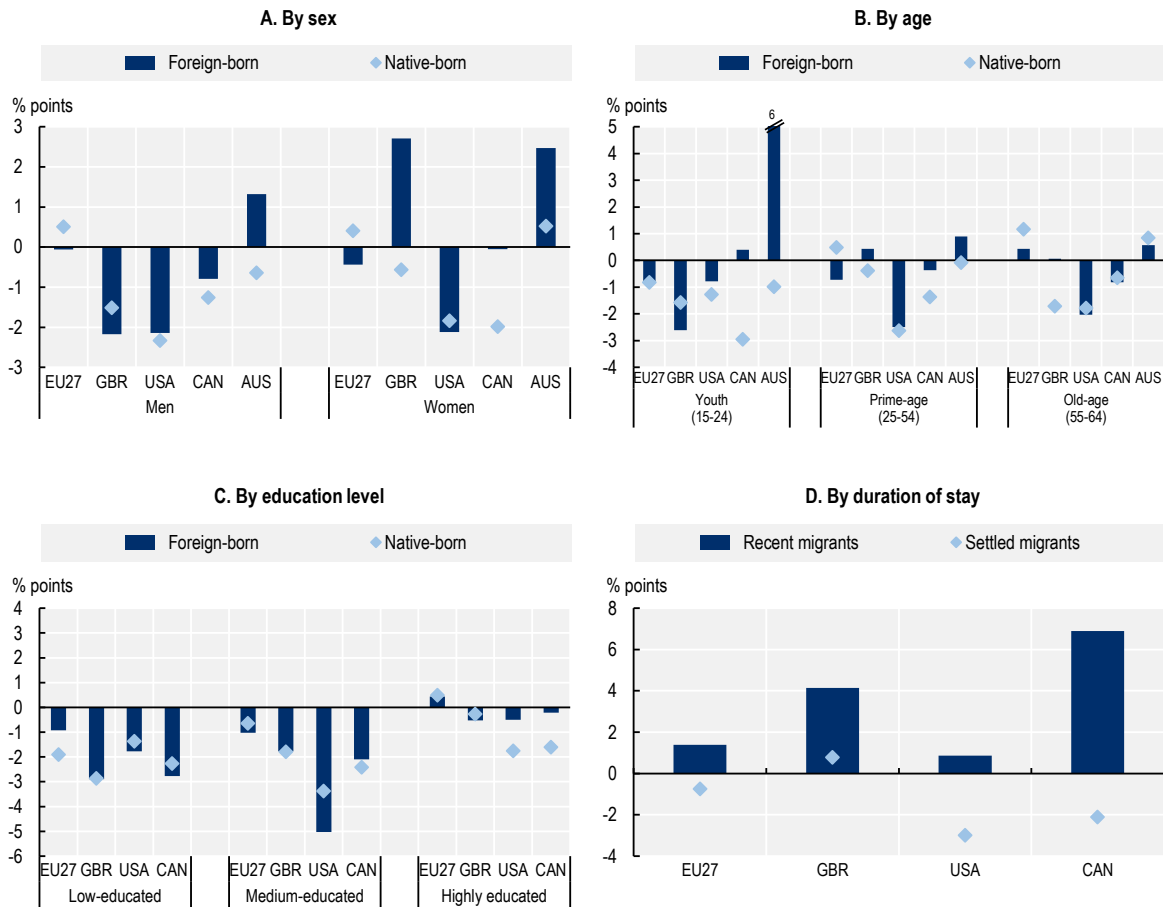 A. By sex
Foreign-born Native-born
% points
3
2
1
0
-1
-2
-3
EU27 GBR USA CAN AUS EU27 GBR USA CAN AUS
Men Women
B. By age
Foreign-born Native-born
% points
6
5
4
3
2
1
0
-1
-2
-3
-4
EU27 GBR USA CAN AUS EU27 GBR USA CAN AUS EU27 GBR USA CAN AUS
Youth Prime-age Old-age
(15-24) (25-54) (55-64)
C. By education level
Foreign-born Native-born
% points
4
3
2
1
0
-1
-2
-3
-4
-5
-6
EU27 GBR USA CAN EU27 GBR USA CAN EU27 GBR USA CAN
Low-educated Medium-educated Highly educated
D. By duration of stay
Recent migrants Settled migrants
% points
8
6
4
2
0
-2
-4
EU27 GBR USA CAN